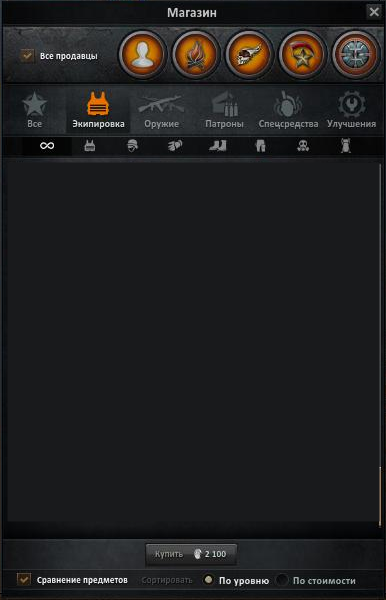 Магазин
Все продавцы
Все Экипировка Оружие Патроны Спецсредства Улучшения
Купить 2 100
Сравнение предметов Сортировать По уровню По стоимости